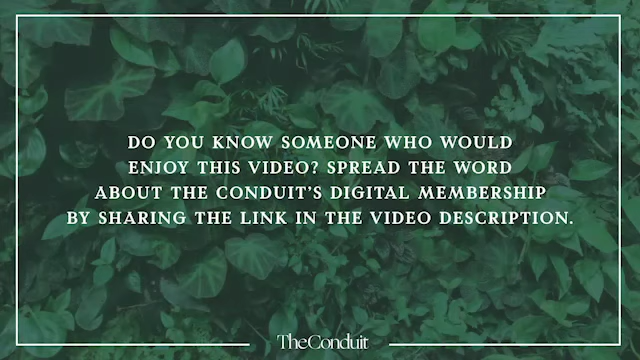 DO YOU KNOW SOMEONE WHO WOULD
ENJOY THIS VIDEO? SPREAD THE WORD
ABOUT THE CONDUIT'S DIGITAL MEMBERSHIP
BY SHARING THE LINK IN THE VIDEO DESCRIPTION.
TheConduit